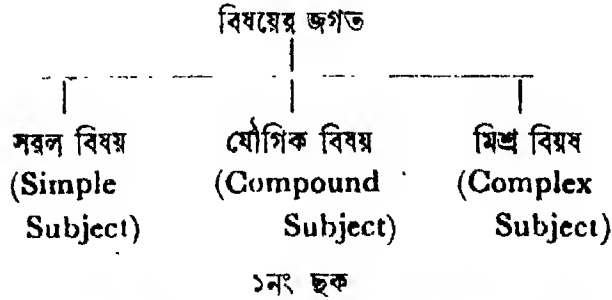 বিষয়ের জগত
সরল বিষয় যৌগিক বিষয় মিশ্র বিয়ষ
(Simple (Compound (Complex
Subject) Subject) Subject)
১নং ছক